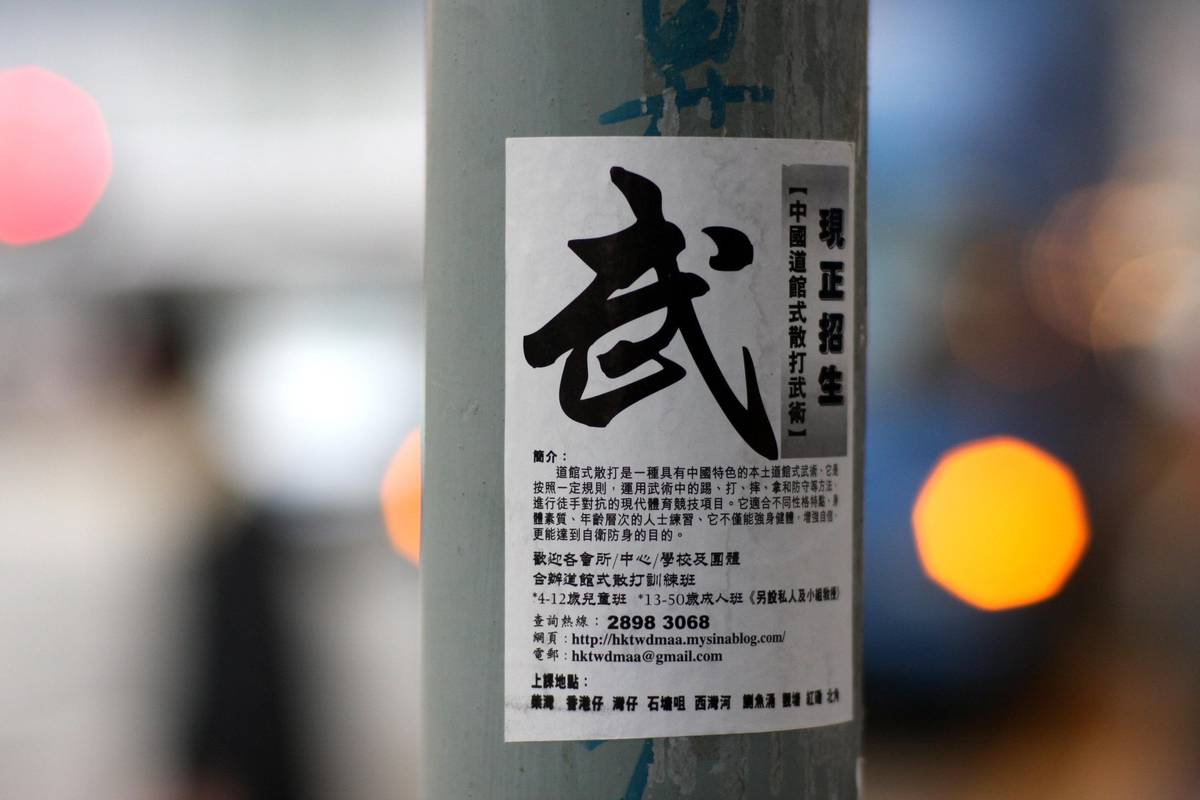 武
現正招生
【中國道館式散打武術】
簡介：
道館式散打是一種具有中國特色的本土道館式武術、它是
按照一定規則，運用武術中的踢、打、摔、拿和防守等方法、
進行徒手對抗的現代體育競技項目。它適合不同性格特點、身
體素質、年齡層次的人士練習、它不僅能強身健體，增強自信，
更能達到自衛防身的目的。
歡迎各會所/中心/學校及團體
合辦道館式散打訓練班
*4-12歲兒童班 *13-50歲成人班《另設私人及小組教授》
查詢熱線：2898 3068
網頁：http://hktwdmaa.mysinablog.com/
電郵：hktwdmaa@gmail.com
上課地點：
柴灣 香港仔 灣仔 石塘咀 西灣河 鰂魚涌 觀塘 紅磡 北角